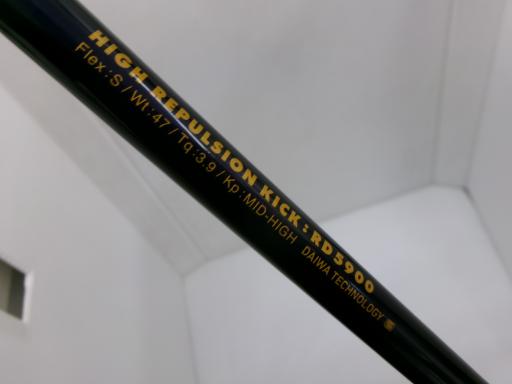 HIGH REPULSION KICK : RD5900
Flex : S / Wt : 47 / Tq : 3.9 / Kp : MID-HIGH DAIWA TECHNOLOGY